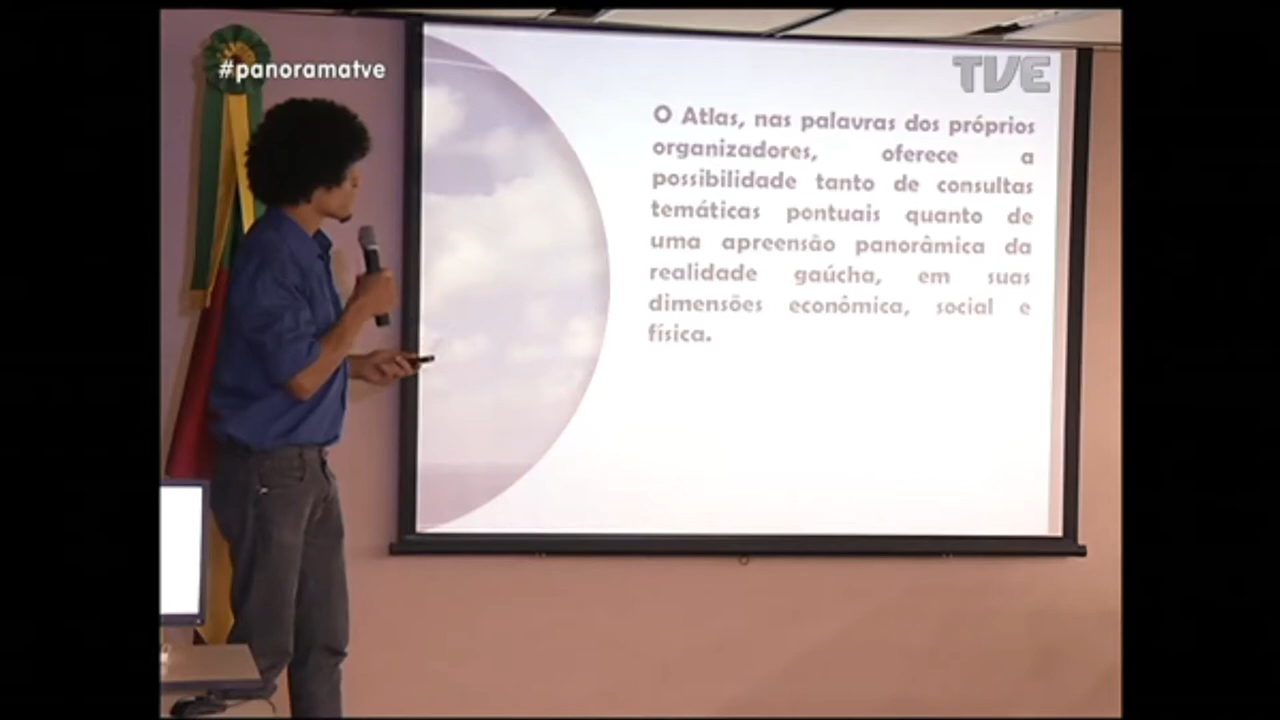 #panoramatve
TVE
O Atlas, nas palavras dos próprios
organizadores, oferece a
possibilidade tanto de consultas
temáticas pontuais quanto de
uma apreensão panorâmica da
realidade gaúcha, em suas
dimensões econômica, social e
física.